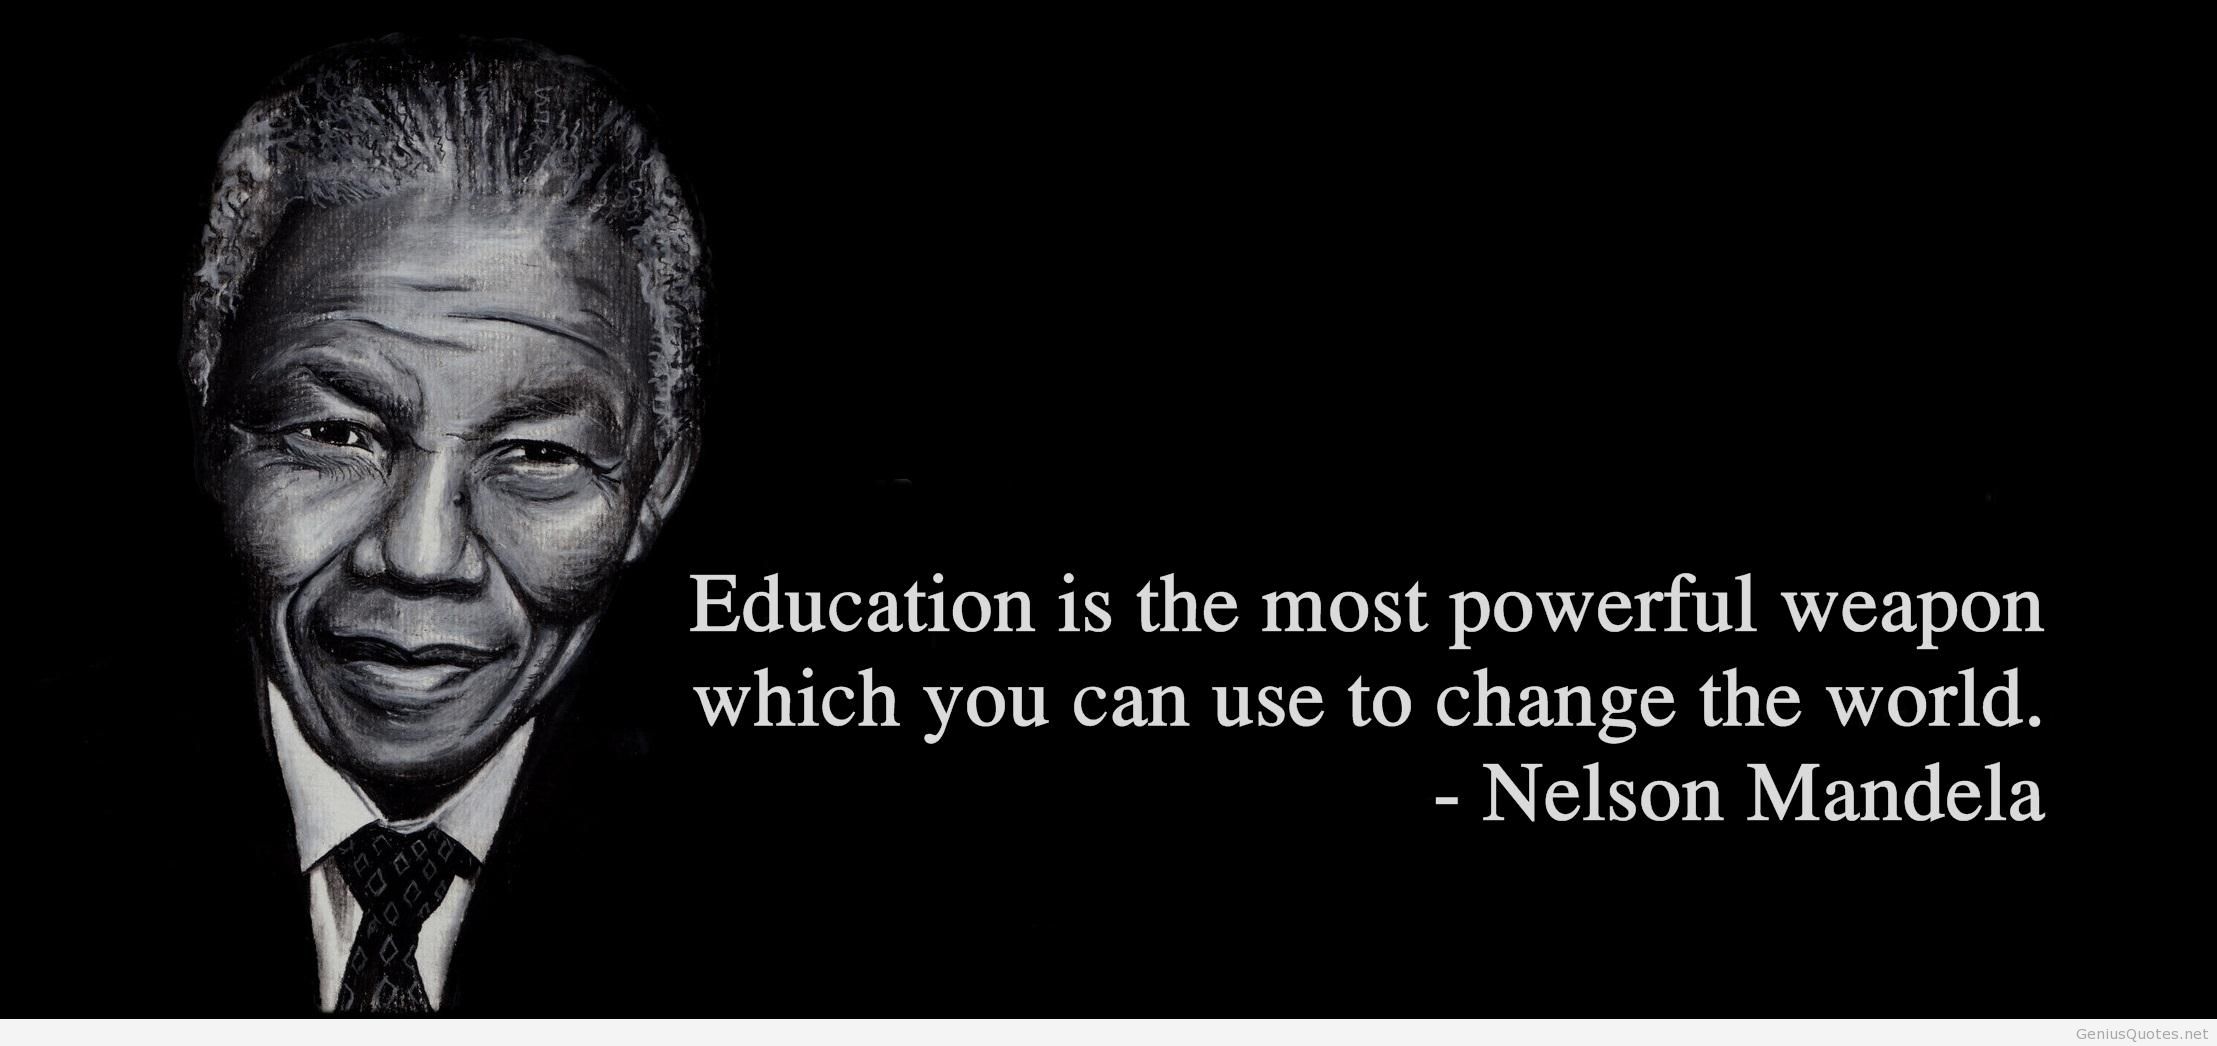 Education is the most powerful weapon
which you can use to change the world.
- Nelson Mandela
GeniusQuotes.net